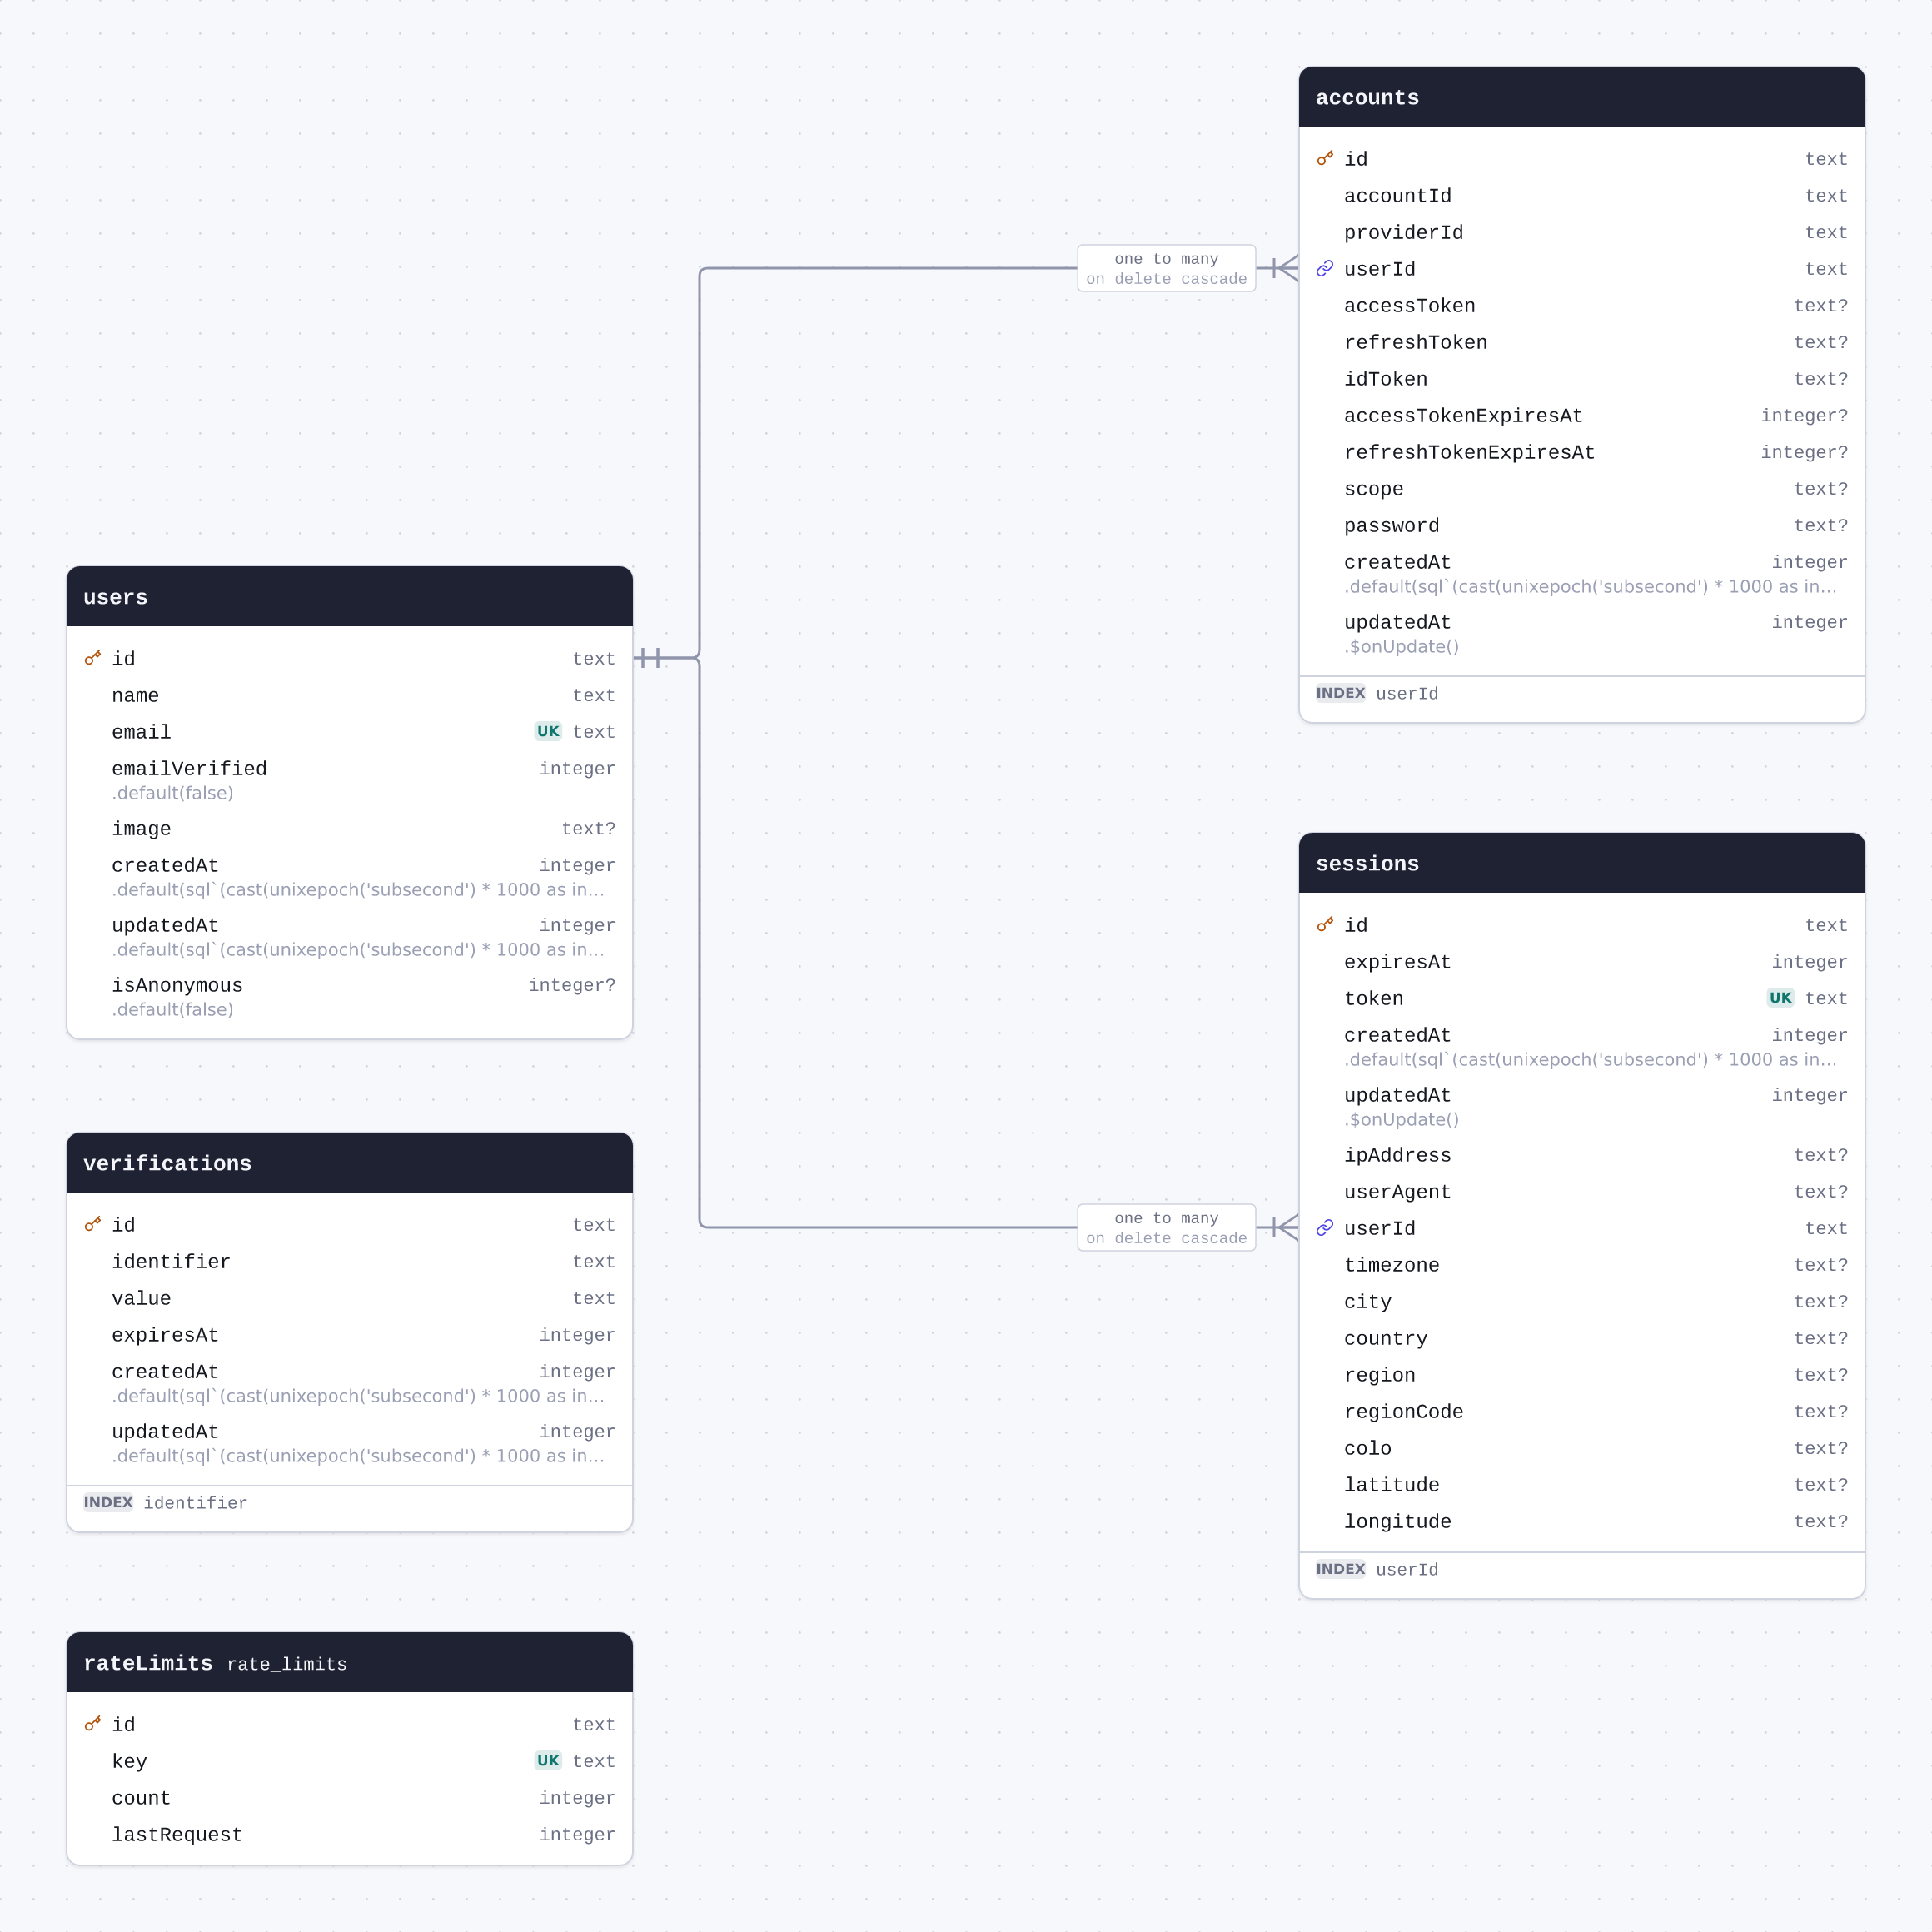 accounts
id text
accountId text
providerId text
userId text
accessToken text?
refreshToken text?
idToken text?
accessTokenExpiresAt integer?
refreshTokenExpiresAt integer?
scope text?
password text?
createdAt integer
.default(sql`(cast(unixepoch('subsecond') * 1000 as in…
updatedAt integer
.$onUpdate()
INDEX userId
one to many
on delete cascade
users
id text
name text
email UK text
emailVerified integer
.default(false)
image text?
createdAt integer
.default(sql`(cast(unixepoch('subsecond') * 1000 as in…
updatedAt integer
.default(sql`(cast(unixepoch('subsecond') * 1000 as in…
isAnonymous integer?
.default(false)
sessions
id text
expiresAt integer
token UK text
createdAt integer
.default(sql`(cast(unixepoch('subsecond') * 1000 as in…
updatedAt integer
.$onUpdate()
ipAddress text?
userAgent text?
userId text
timezone text?
city text?
country text?
region text?
regionCode text?
colo text?
latitude text?
longitude text?
INDEX userId
one to many
on delete cascade
verifications
id text
identifier text
value text
expiresAt integer
createdAt integer
.default(sql`(cast(unixepoch('subsecond') * 1000 as in…
updatedAt integer
.default(sql`(cast(unixepoch('subsecond') * 1000 as in…
INDEX identifier
rateLimits rate_limits
id text
key UK text
count integer
lastRequest integer